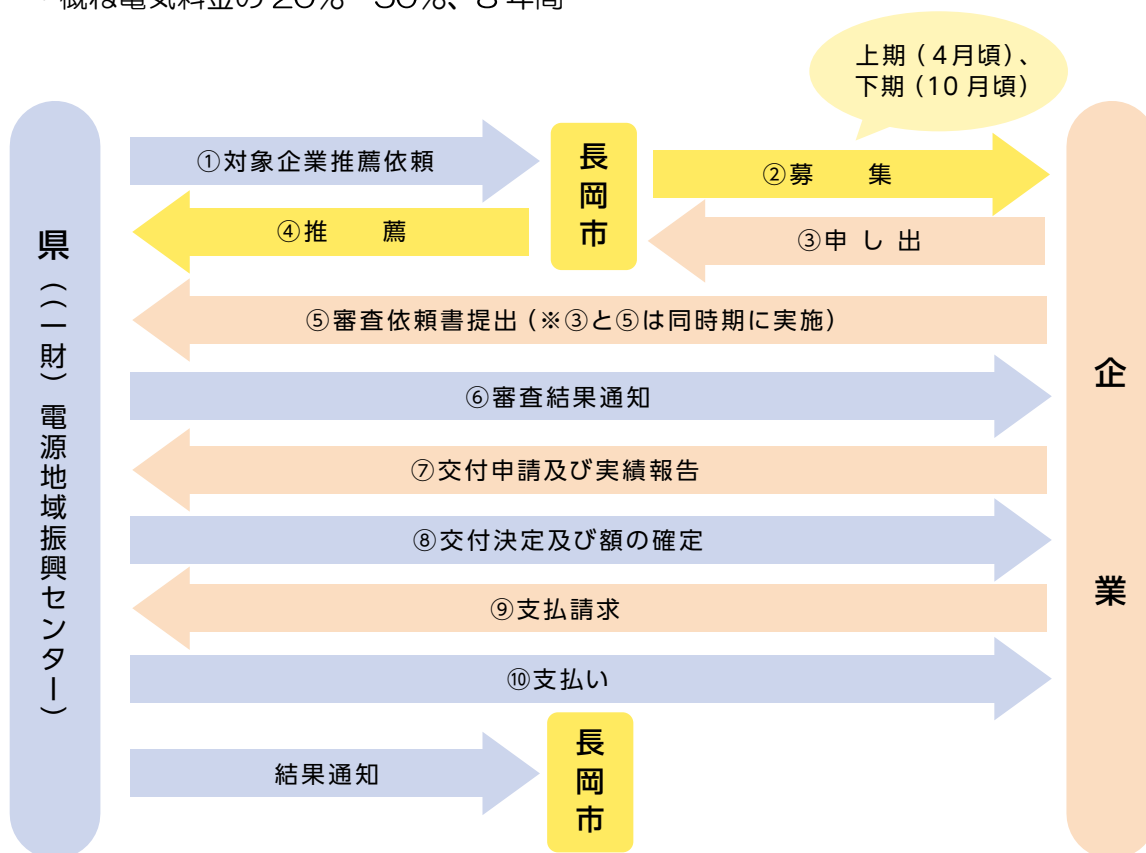 上期（4月頃）、
下期（10月頃）
①対象企業推薦依頼
長岡市
②募　集
④推　薦
③申し出
県（（一財）電源地域振興センター）
⑤審査依頼書提出（※③と⑤は同時期に実施）
企業
⑥審査結果通知
⑦交付申請及び実績報告
⑧交付決定及び額の確定
⑨支払請求
⑩支払い
結果通知
長岡市